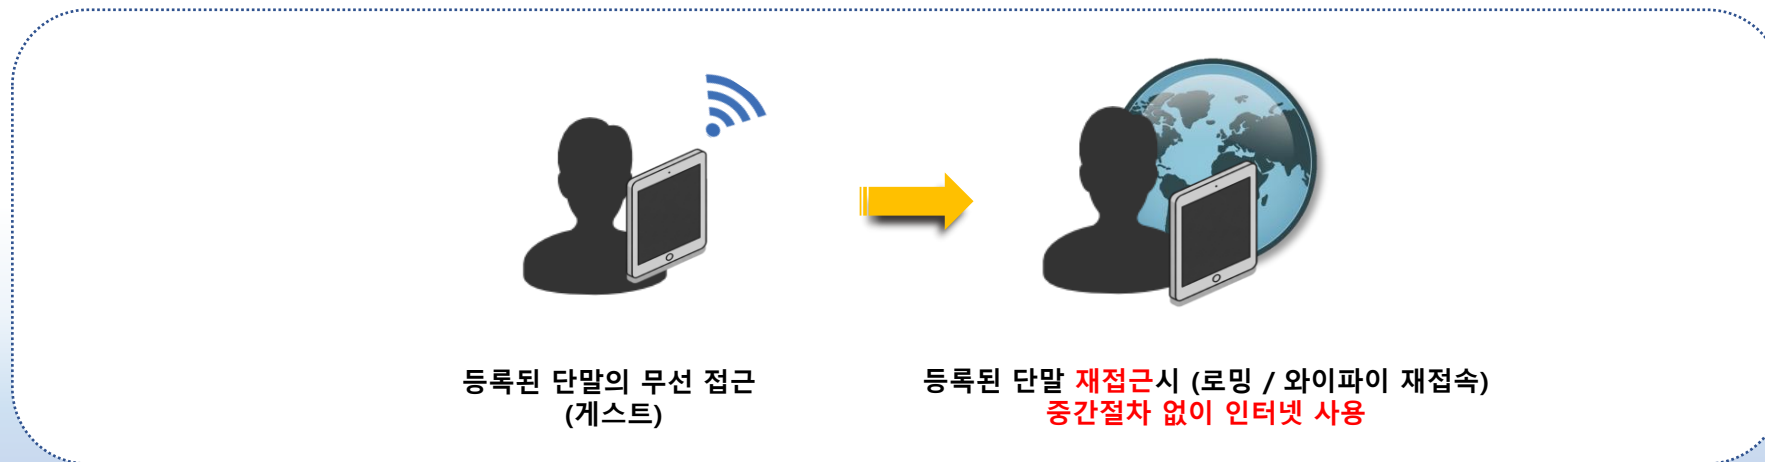 등록된 단말의 무선 접근
(게스트)
등록된 단말 재접근시 (로밍 / 와이파이 재접속)
중간절차 없이 인터넷 사용